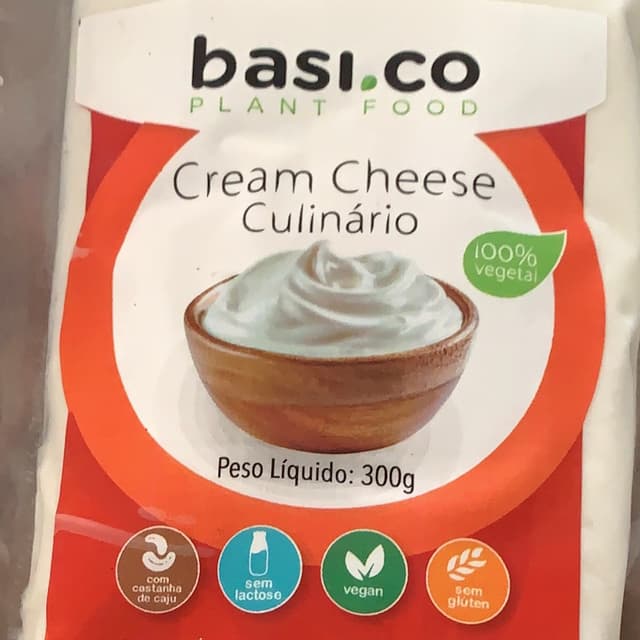 basi.co
PLANT FOOD
Cream Cheese
Culinário
100%
vegetal
Peso Líquido: 300g
com
castanha
de caju
sem
lactose
vegan
sem
glúten